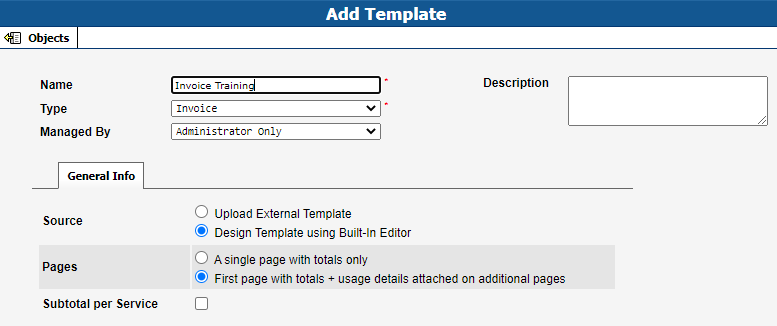 Add Template
Objects
Name Invoice Training * Description
Type Invoice *
Managed By Administrator Only
General Info
Source
Upload External Template
Design Template using Built-In Editor
Pages
A single page with totals only
First page with totals + usage details attached on additional pages
Subtotal per Service